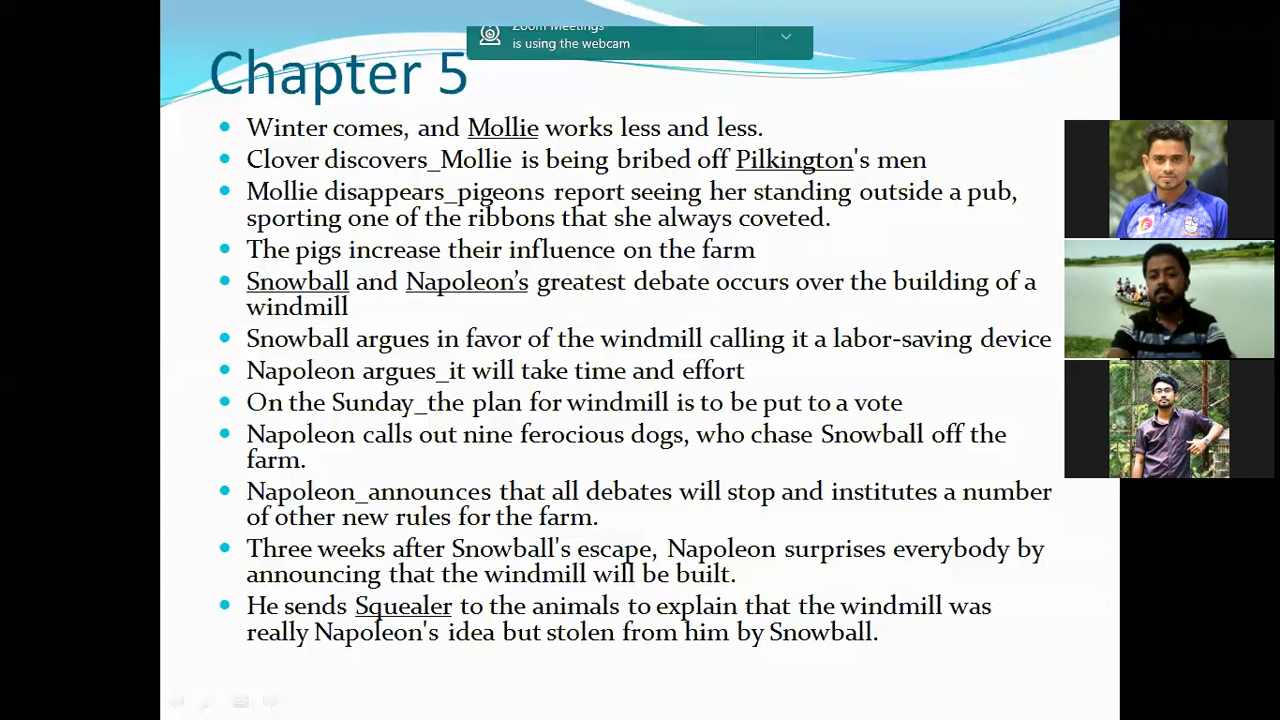 Zoom Meetings
is using the webcam
Chapter 5
• Winter comes, and Mollie works less and less.
• Clover discovers_Mollie is being bribed off Pilkington's men
• Mollie disappears_pigeons report seeing her standing outside a pub,
sporting one of the ribbons that she always coveted.
• The pigs increase their influence on the farm
• Snowball and Napoleon’s greatest debate occurs over the building of a
windmill
• Snowball argues in favor of the windmill calling it a labor-saving device
• Napoleon argues_it will take time and effort
• On the Sunday_the plan for windmill is to be put to a vote
• Napoleon calls out nine ferocious dogs, who chase Snowball off the
farm.
• Napoleon_announces that all debates will stop and institutes a number
of other new rules for the farm.
• Three weeks after Snowball's escape, Napoleon surprises everybody by
announcing that the windmill will be built.
• He sends Squealer to the animals to explain that the windmill was
really Napoleon's idea but stolen from him by Snowball.